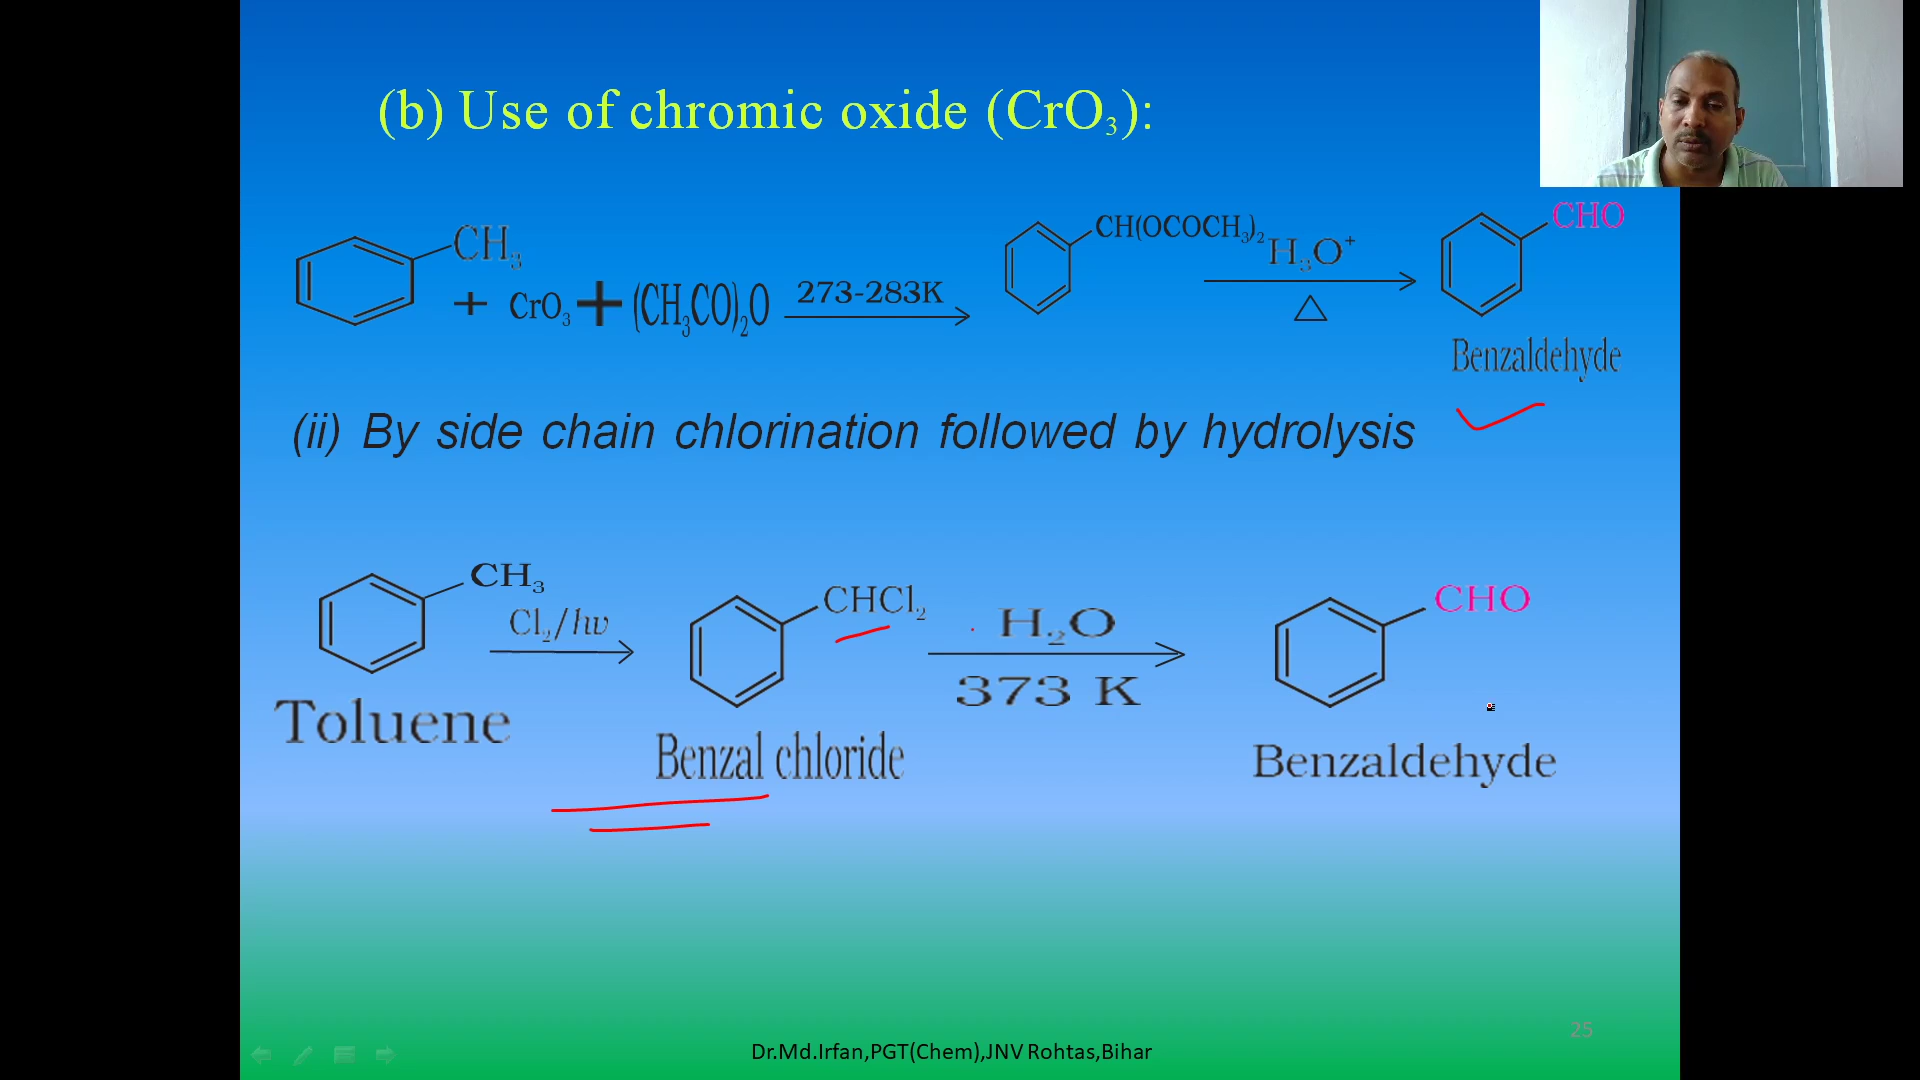 (b) Use of chromic oxide (CrO₃):
CH₃ + CrO₃ + (CH₃CO)₂O 273-283K CH(OCOCH₃)₂ H₃O⁺ △ CHO
Benzaldehyde
(ii) By side chain chlorination followed by hydrolysis
CH₃ Cl₂/hν CHCl₂ H₂O 373 K CHO
Toluene Benzal chloride Benzaldehyde
25
Dr.Md.Irfan,PGT(Chem),JNV Rohtas,Bihar